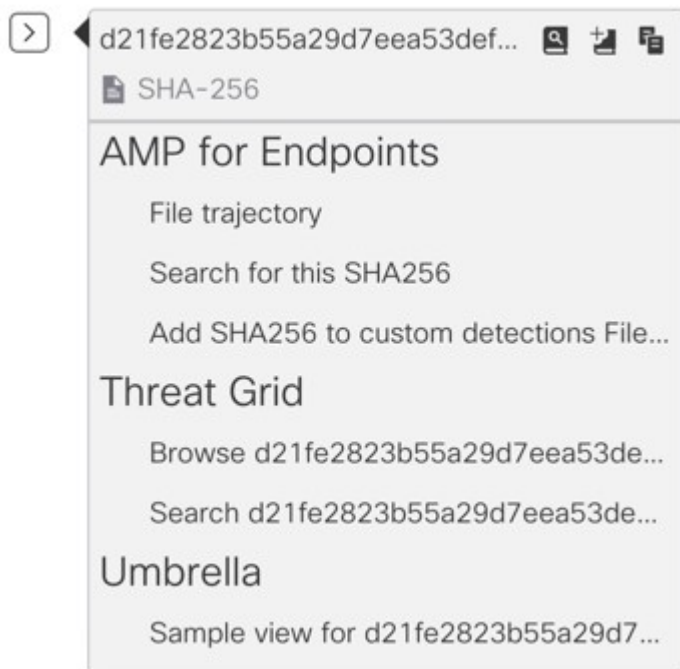 d21fe2823b55a29d7eea53def...
SHA-256
AMP for Endpoints
File trajectory
Search for this SHA256
Add SHA256 to custom detections File...
Threat Grid
Browse d21fe2823b55a29d7eea53de...
Search d21fe2823b55a29d7eea53de...
Umbrella
Sample view for d21fe2823b55a29d7...